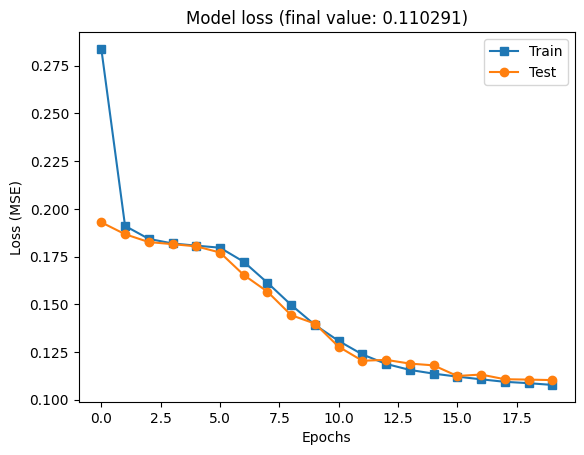 Model loss (final value: 0.110291)
Train
Test
0.275
0.250
0.225
0.200
0.175
0.150
0.125
0.100
Loss (MSE)
0.0 2.5 5.0 7.5 10.0 12.5 15.0 17.5
Epochs